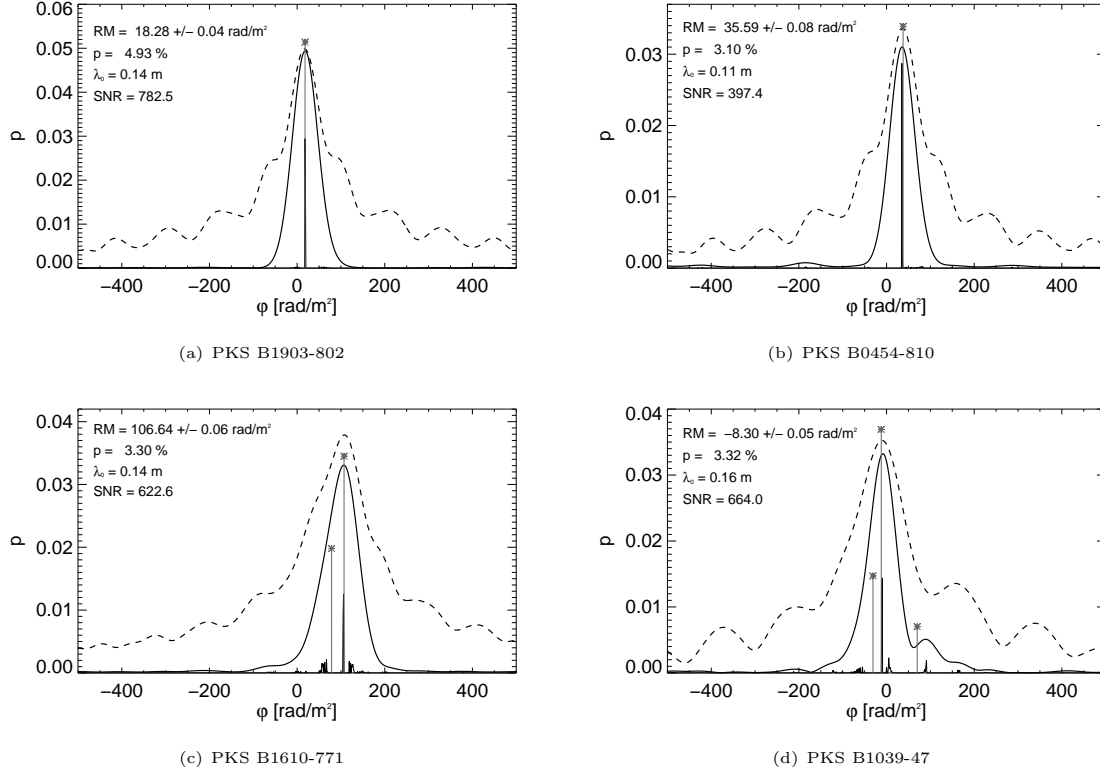 RM = 18.28 +/− 0.04 rad/m²
p = 4.93 %
λ₀ = 0.14 m
SNR = 782.5
0.06
0.05
0.04
0.03
0.02
0.01
0.00
p
−400 −200 0 200 400
φ [rad/m²]
(a) PKS B1903-802
RM = 35.59 +/− 0.08 rad/m²
p = 3.10 %
λ₀ = 0.11 m
SNR = 397.4
0.03
0.02
0.01
0.00
p
−400 −200 0 200 400
φ [rad/m²]
(b) PKS B0454-810
RM = 106.64 +/− 0.06 rad/m²
p = 3.30 %
λ₀ = 0.14 m
SNR = 622.6
0.04
0.03
0.02
0.01
0.00
p
−400 −200 0 200 400
φ [rad/m²]
(c) PKS B1610-771
RM = −8.30 +/− 0.05 rad/m²
p = 3.32 %
λ₀ = 0.16 m
SNR = 664.0
0.04
0.03
0.02
0.01
0.00
p
−400 −200 0 200 400
φ [rad/m²]
(d) PKS B1039-47